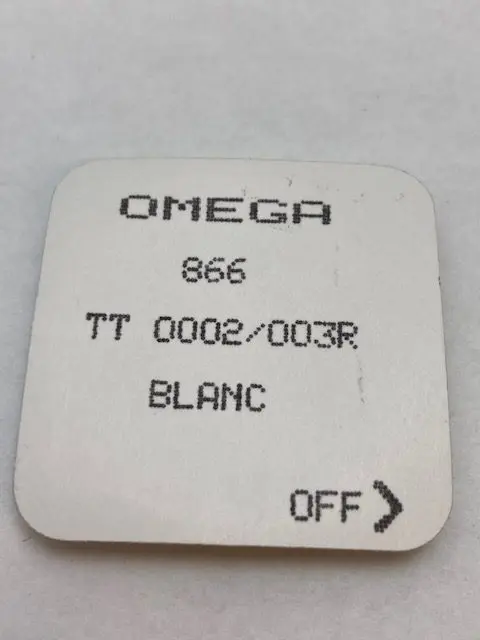 OMEGA
866
TT 0002/003R
BLANC
OFF >